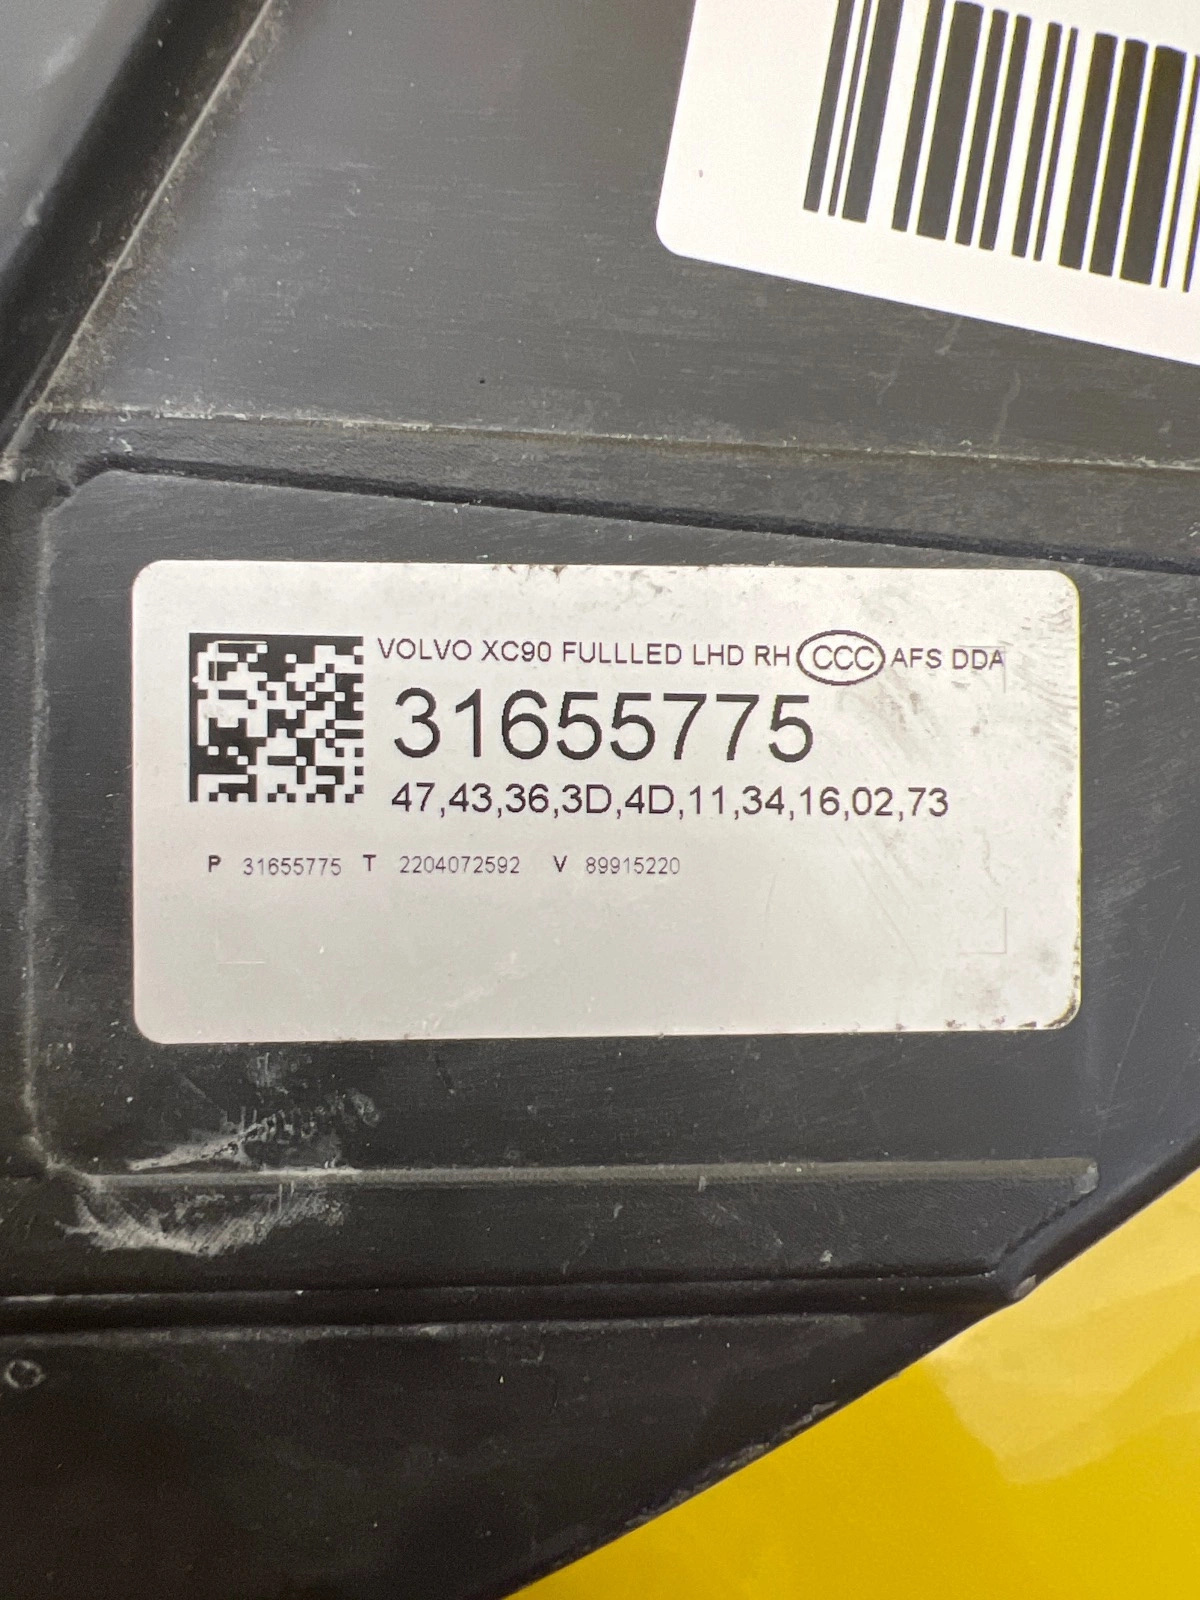 VOLVO XC90 FULLLED LHD RH CCC AFS DDA
31655775
47,43,36,3D,4D,11,34,16,02,73
P 31655775 T 2204072592 V 89915220